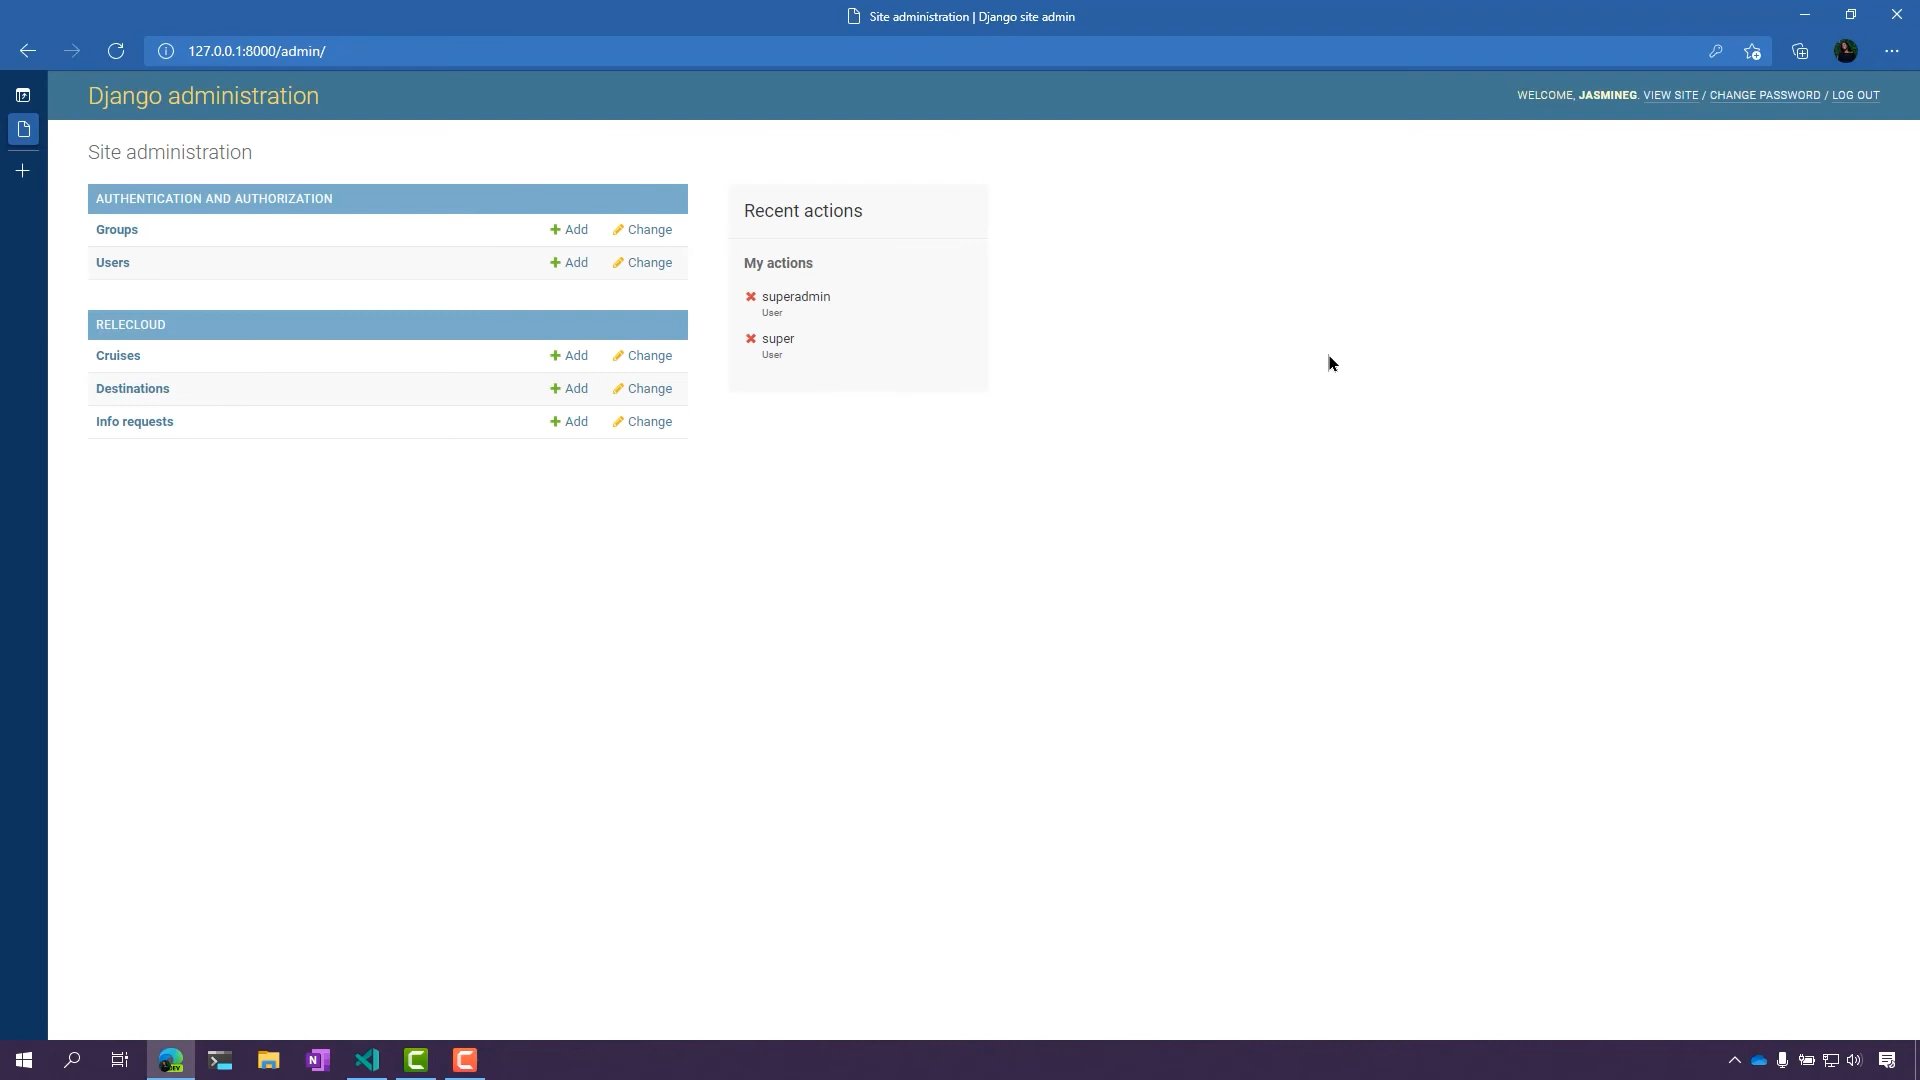 Site administration | Django site admin
127.0.0.1:8000/admin/
Django administration
WELCOME, JASMINEG. VIEW SITE / CHANGE PASSWORD / LOG OUT
Site administration
AUTHENTICATION AND AUTHORIZATION
Groups Add Change
Users Add Change
RELECLOUD
Cruises Add Change
Destinations Add Change
Info requests Add Change
Recent actions
My actions
superadmin
User
super
User
DEV
N